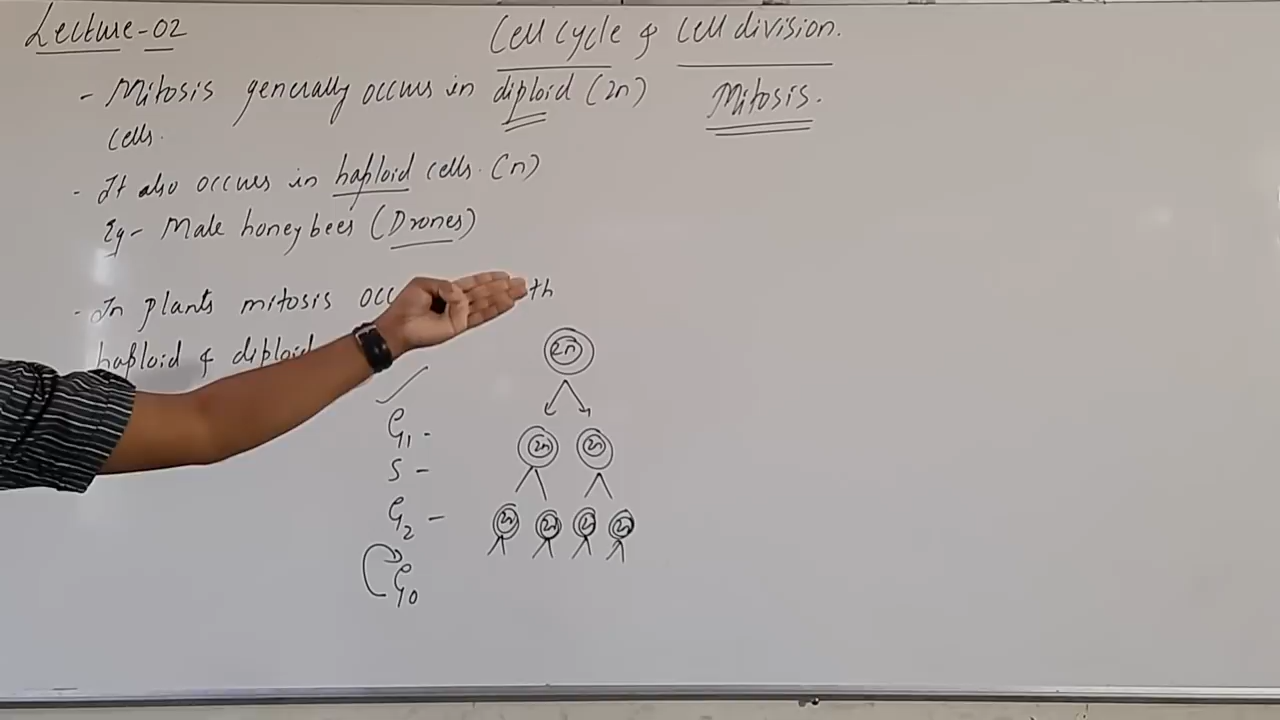 Lecture-02
Cell cycle & Cell division.
- Mitosis generally occurs in diploid (2n)
cells.
Mitosis.
- It also occurs in haploid cells. (n)
Eg- Male honeybees (Drones)
- In plants mitosis occ th
haploid & diploid
2n
G1 -
2n 2n
S -
G2 -
2n 2n 2n 2n
G0